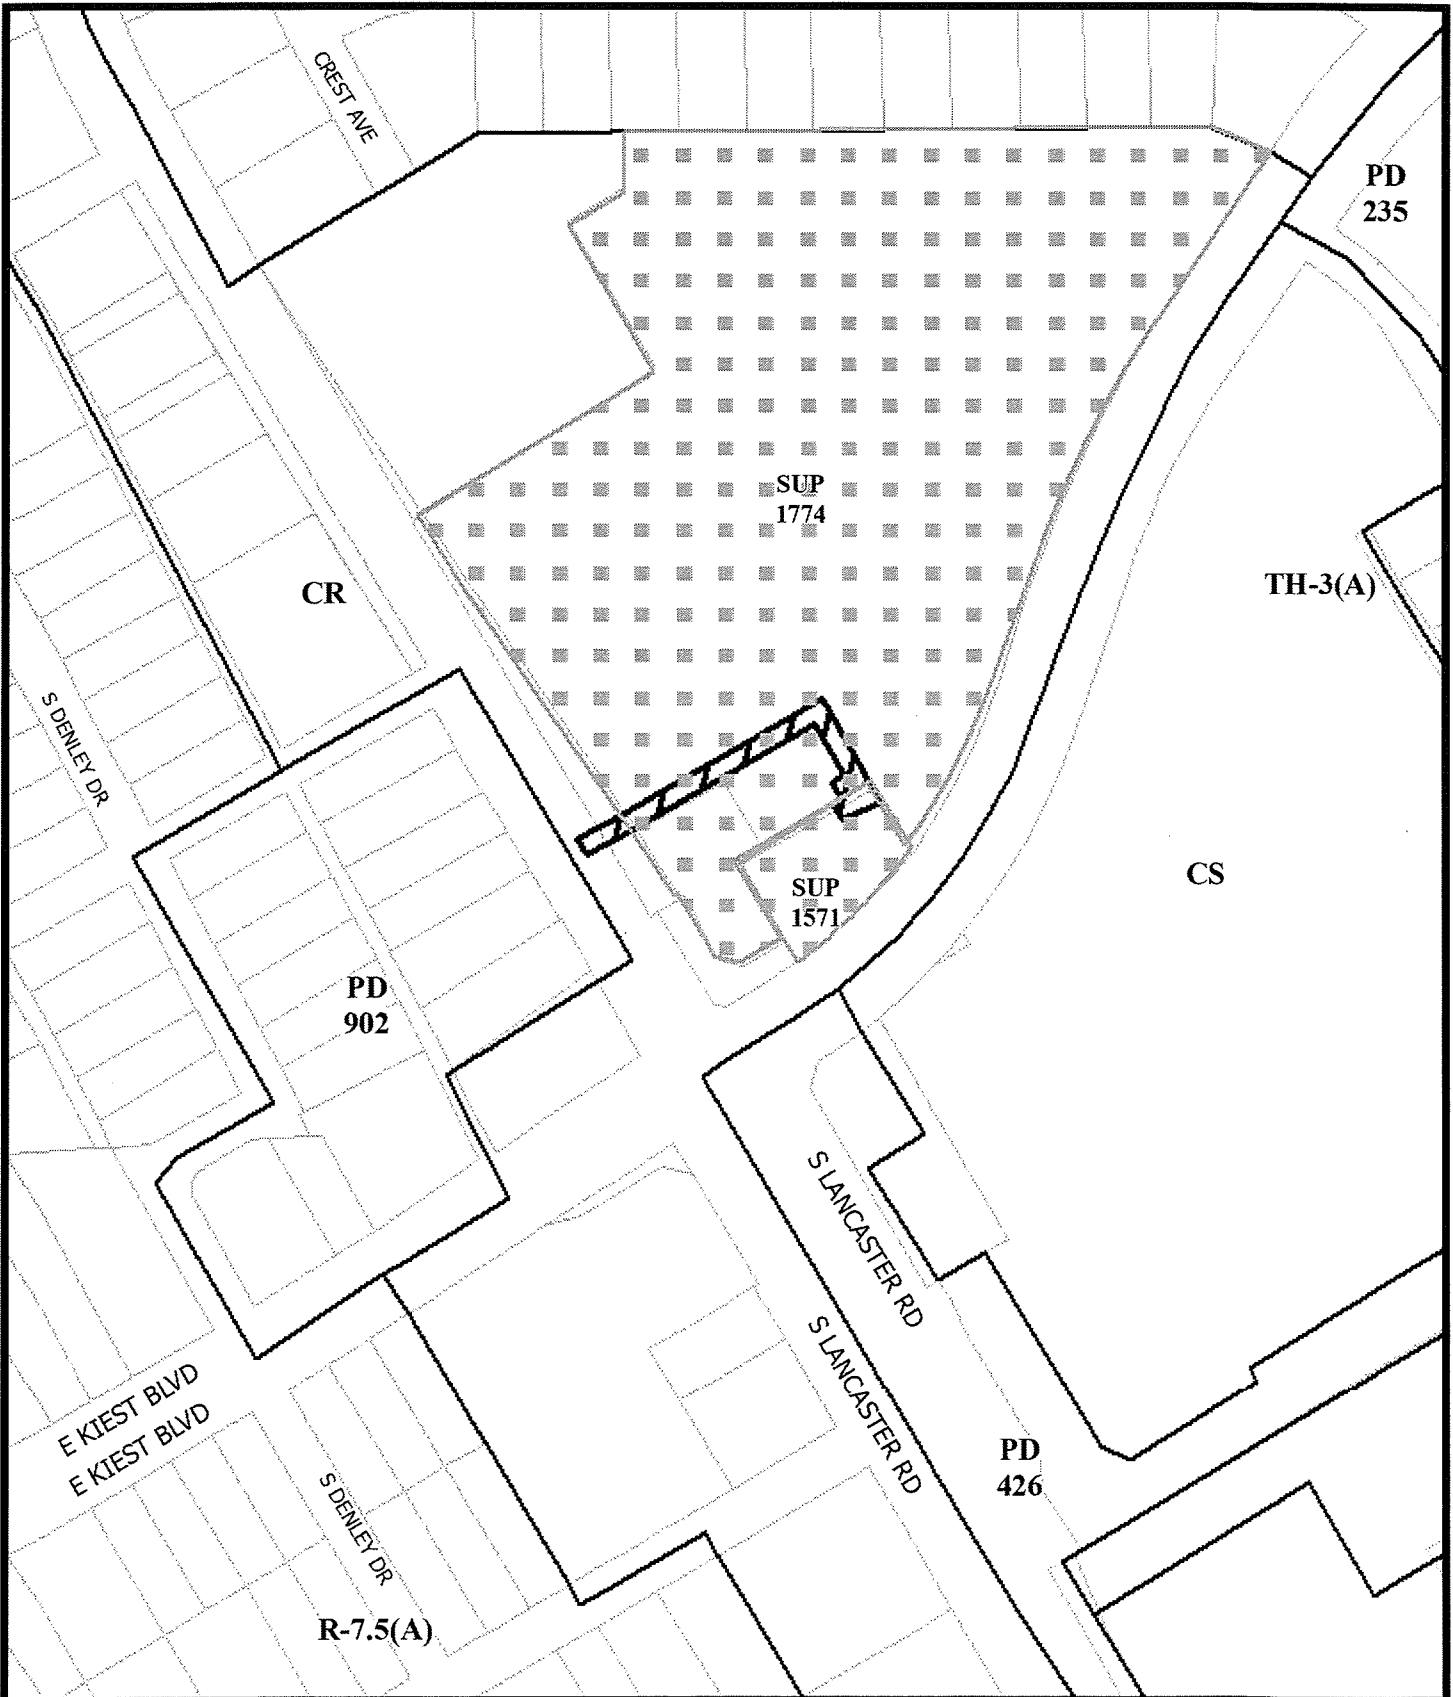 CREST AVE
PD
235
SUP
1774
TH-3(A)
CR
S DENLEY DR
CS
SUP
1571
PD
902
S LANCASTER RD
S LANCASTER RD
E KIEST BLVD
E KIEST BLVD
PD
426
S DENLEY DR
R-7.5(A)